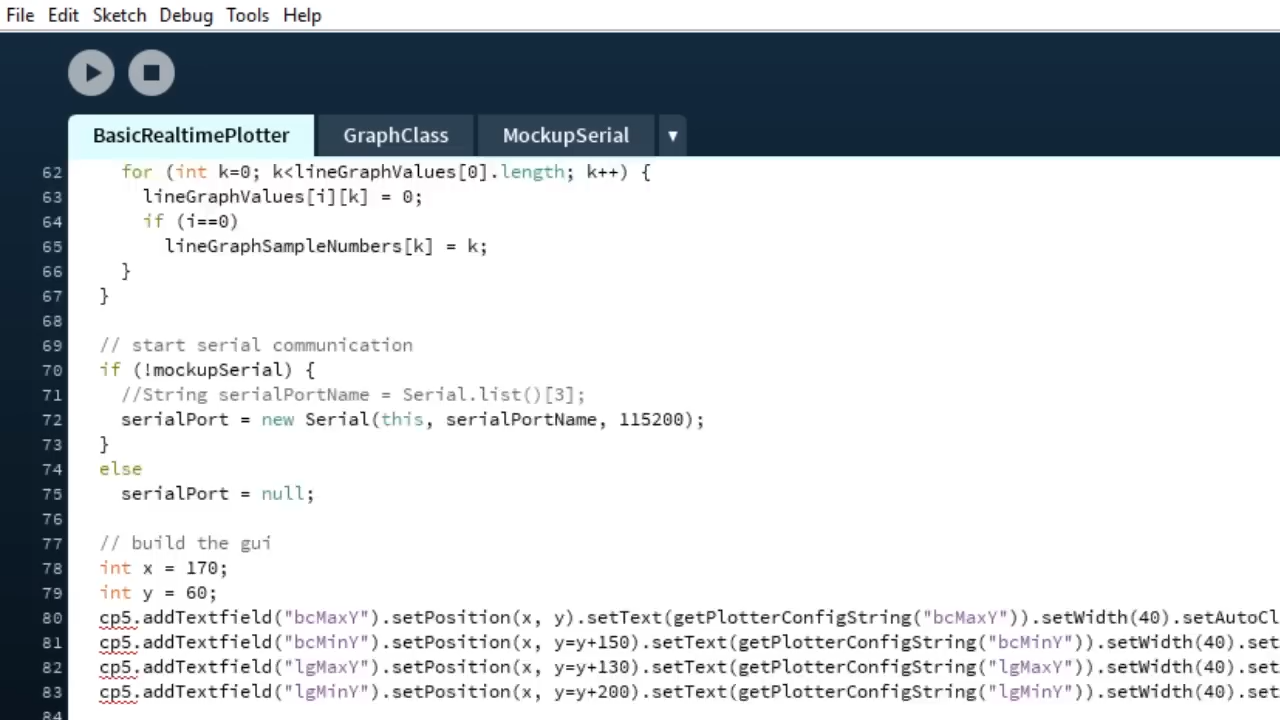 File Edit Sketch Debug Tools Help
BasicRealtimePlotter GraphClass MockupSerial ▼
62 for (int k=0; k<lineGraphValues[0].length; k++) {
63 lineGraphValues[i][k] = 0;
64 if (i==0)
65 lineGraphSampleNumbers[k] = k;
66 }
67 }
68
69 // start serial communication
70 if (!mockupSerial) {
71 //String serialPortName = Serial.list()[3];
72 serialPort = new Serial(this, serialPortName, 115200);
73 }
74 else
75 serialPort = null;
76
77 // build the gui
78 int x = 170;
79 int y = 60;
80 cp5.addTextfield("bcMaxY").setPosition(x, y).setText(getPlotterConfigString("bcMaxY")).setWidth(40).setAutoCl
81 cp5.addTextfield("bcMinY").setPosition(x, y=y+150).setText(getPlotterConfigString("bcMinY")).setWidth(40).set
82 cp5.addTextfield("lgMaxY").setPosition(x, y=y+130).setText(getPlotterConfigString("lgMaxY")).setWidth(40).set
83 cp5.addTextfield("lgMinY").setPosition(x, y=y+200).setText(getPlotterConfigString("lgMinY")).setWidth(40).set
84